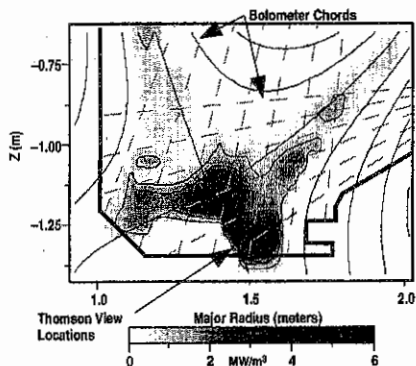 Bolometer Chords
−0.75
−1.00
−1.25
Z (m)
1.0 1.5 2.0
Thomson View
Locations
Major Radius (meters)
0 2 4 6
MW/m³